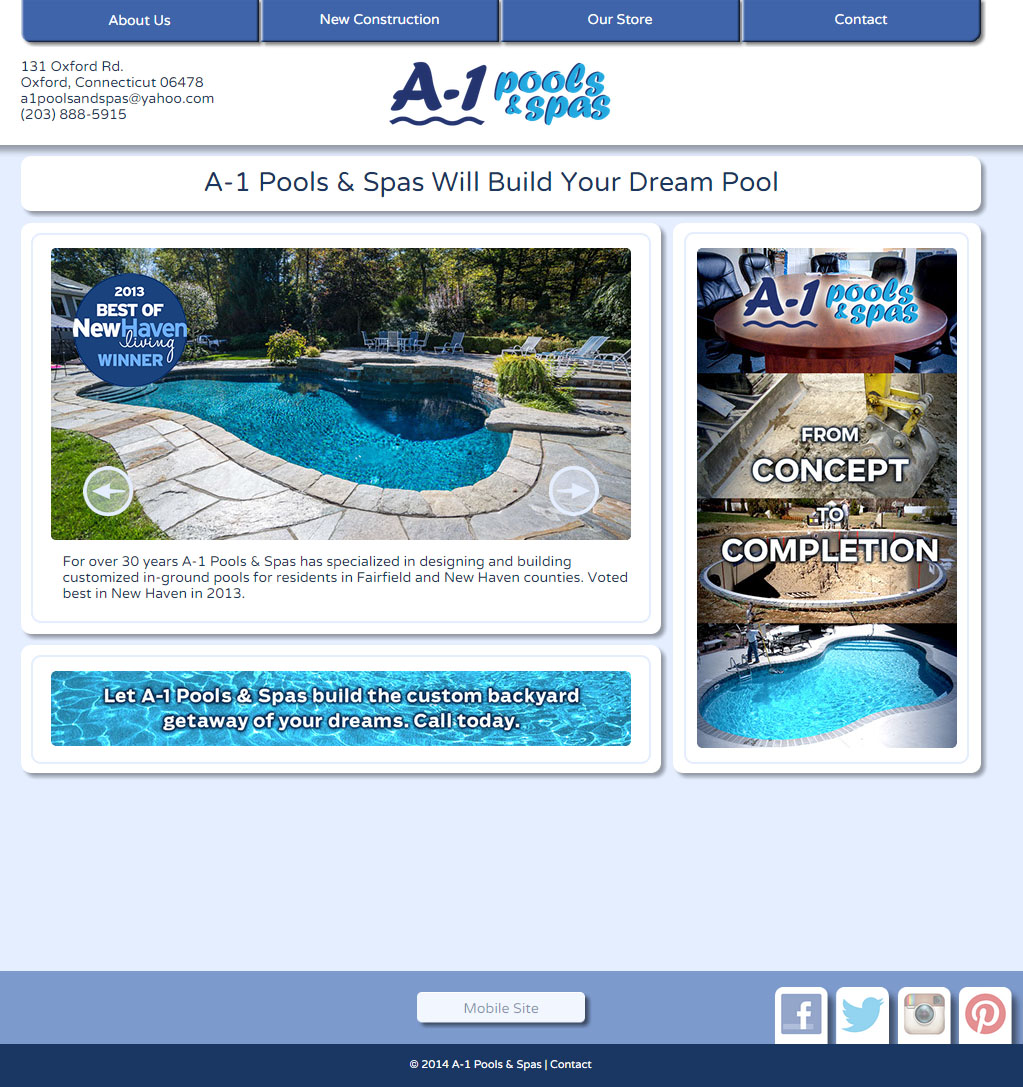 About Us
New Construction
Our Store
Contact
131 Oxford Rd.
Oxford, Connecticut 06478
a1poolsandspas@yahoo.com
(203) 888-5915
A-1 pools
& spas
A-1 Pools & Spas Will Build Your Dream Pool
2013
BEST OF
NewHaven
living
WINNER
For over 30 years A-1 Pools & Spas has specialized in designing and building
customized in-ground pools for residents in Fairfield and New Haven counties. Voted
best in New Haven in 2013.
A-1 pools
& spas
FROM
CONCEPT
TO
COMPLETION
Let A-1 Pools & Spas build the custom backyard
getaway of your dreams. Call today.
Mobile Site
© 2014 A-1 Pools & Spas | Contact